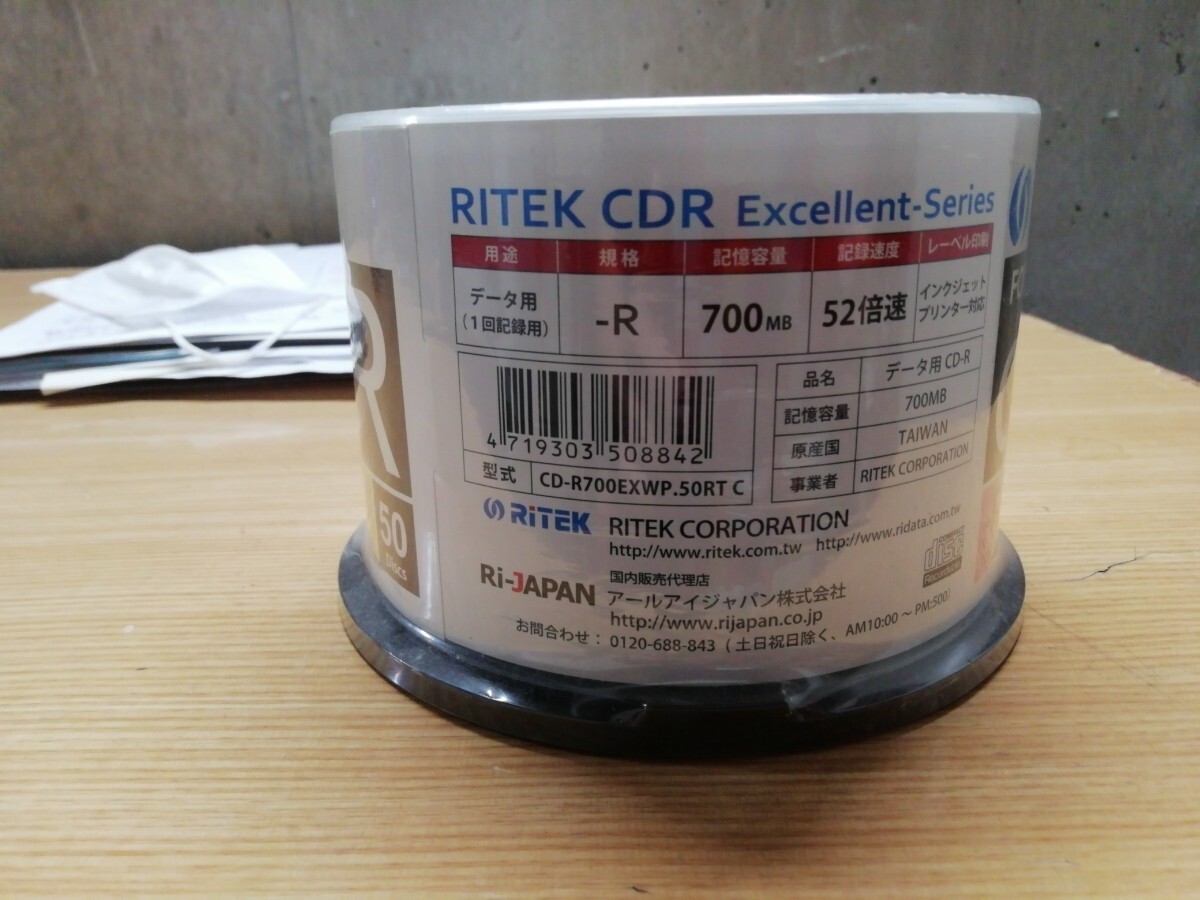 RITEK CDR Excellent-Series
用途 規格 記憶容量 記録速度 レーベル印刷
データ用
(1回記録用)
-R
700MB
52倍速
インクジェット
プリンター対応
4 719303 508842
型式 CD-R700EXWP.50RT C
品名 データ用 CD-R
記憶容量 700MB
原産国 TAIWAN
事業者 RITEK CORPORATION
RiTEK RITEK CORPORATION
http://www.ritek.com.tw http://www.ridata.com.tw
COMPACT
disc
Recordable
Ri-JAPAN
国内販売代理店
アールアイジャパン株式会社
http://www.rijapan.co.jp
お問合わせ： 0120-688-843 ( 土日祝日除く、AM10:00 ～ PM:500)
R
50
Discs